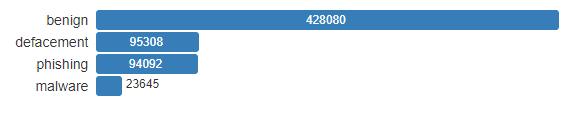 benign 428080
defacement 95308
phishing 94092
malware 23645